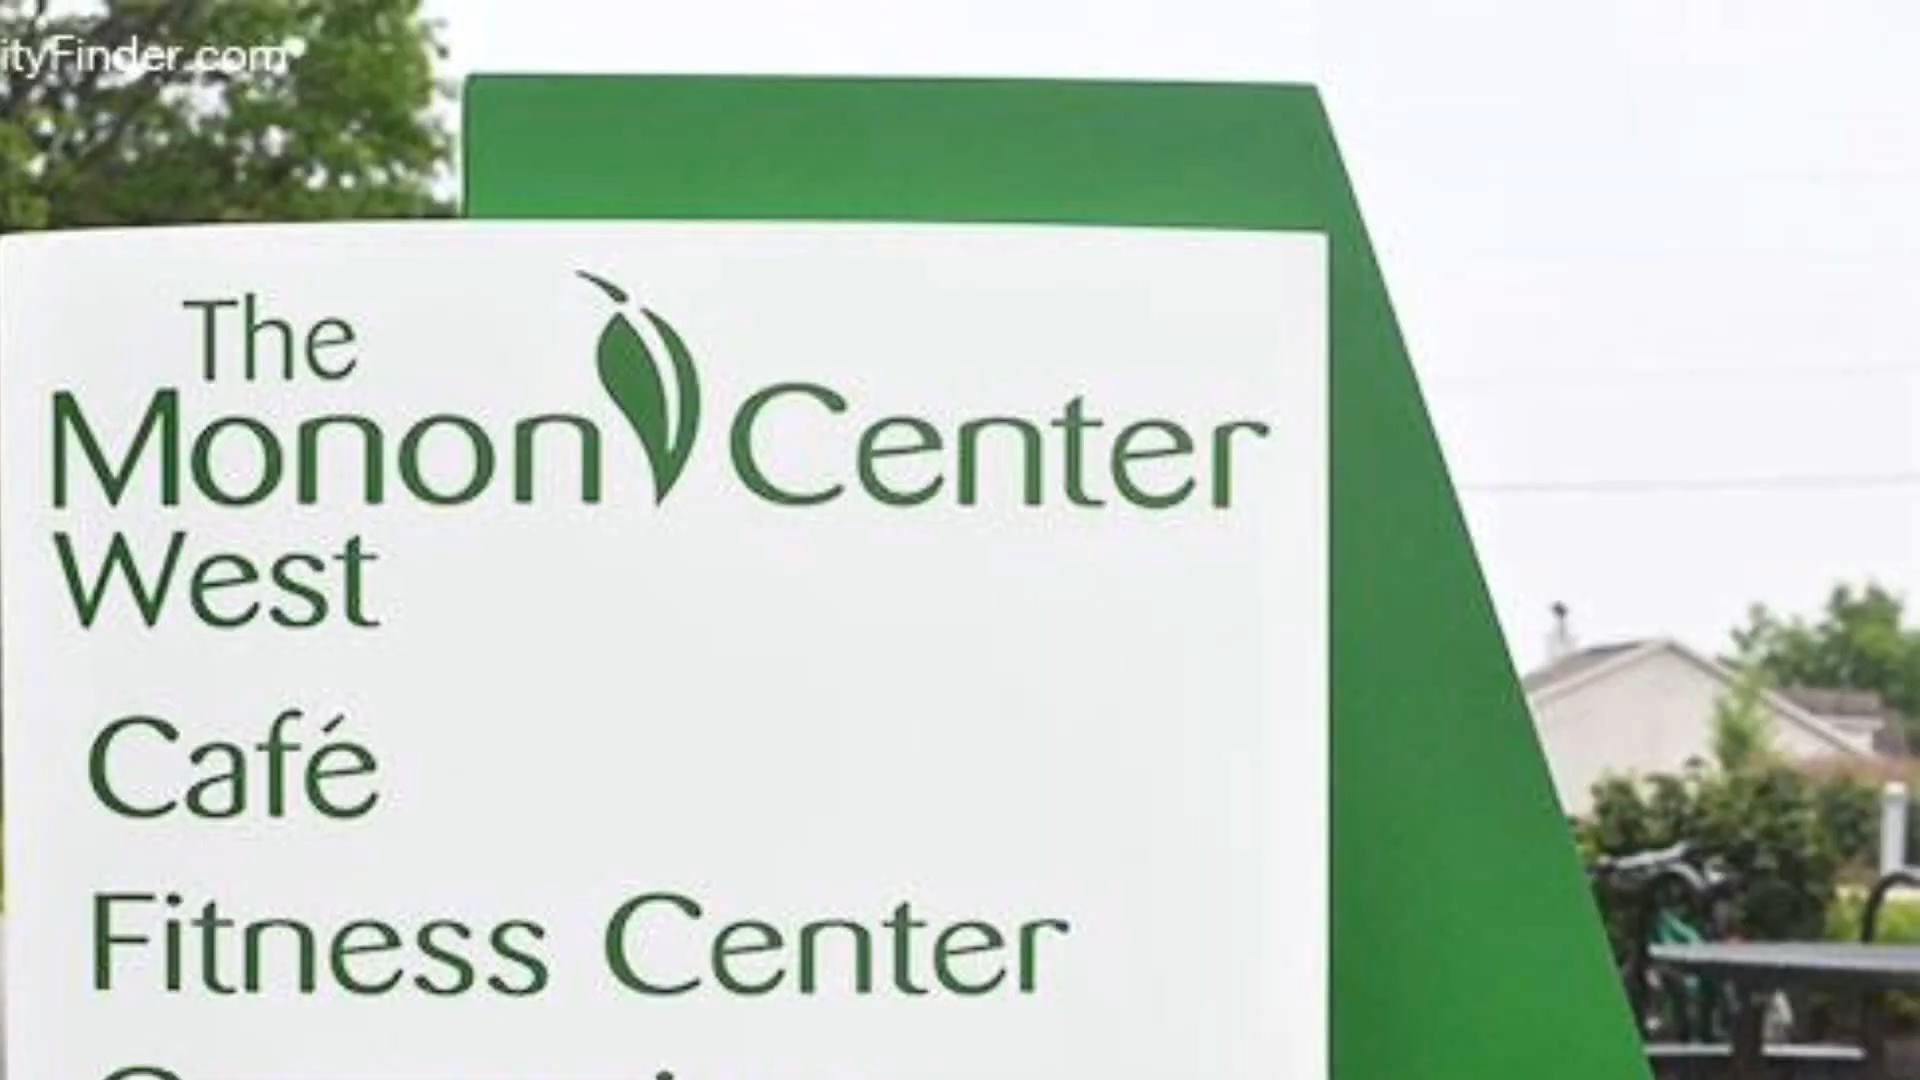 ityFinder.com
The
Monon Center
West
Café
Fitness Center